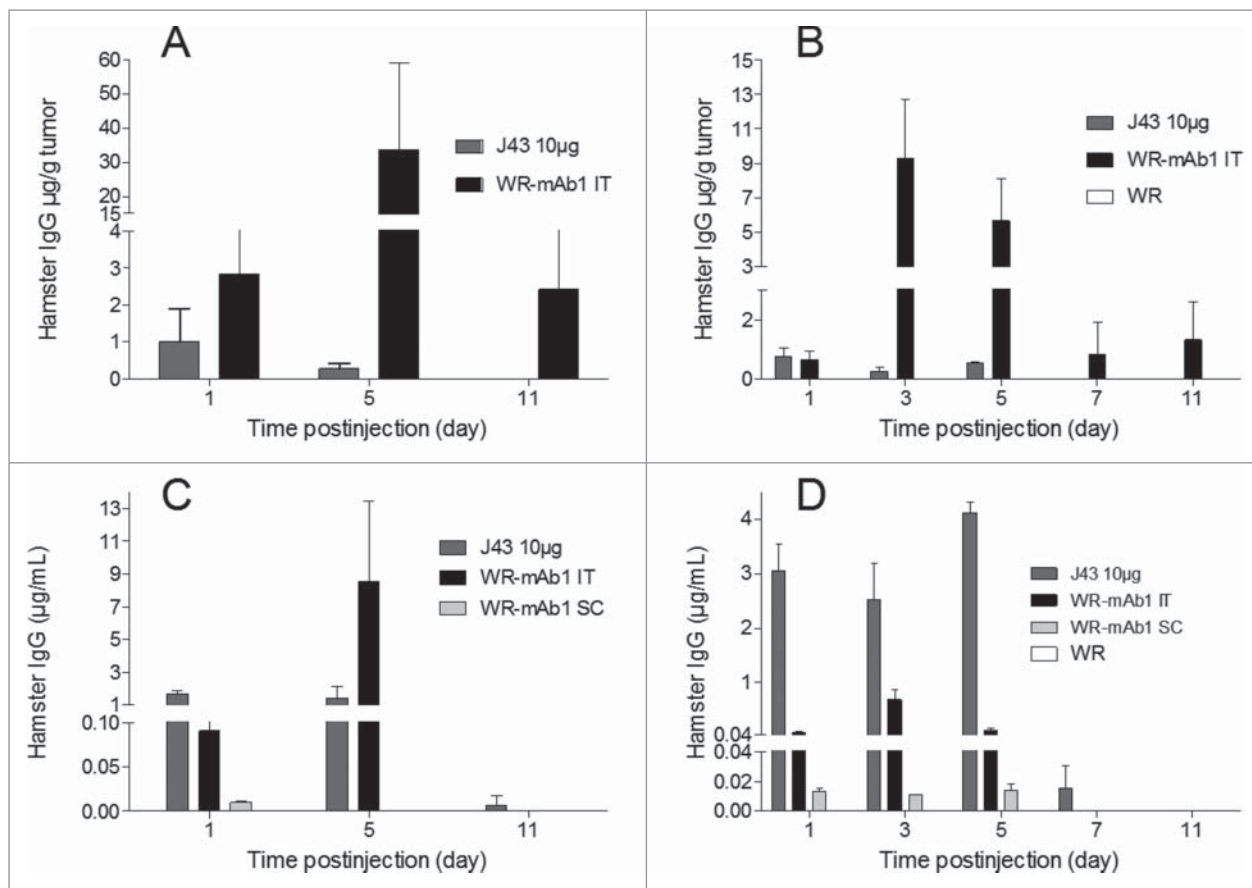 A
Hamster IgG µg/g tumor
60
50
40
30
20
15
4
3
2
1
0
J43 10µg
WR-mAb1 IT
1
5
11
Time postinjection (day)
B
Hamster IgG µg/g tumor
15
13
11
9
7
5
3
2
0
J43 10µg
WR-mAb1 IT
WR
1
3
5
7
11
Time postinjection (day)
C
Hamster IgG (µg/mL)
13
11
9
7
5
3
1
0.10
0.05
0.00
J43 10µg
WR-mAb1 IT
WR-mAb1 SC
1
5
11
Time postinjection (day)
D
Hamster IgG (µg/mL)
4
3
2
1
0.04
0.04
0.02
0.00
J43 10µg
WR-mAb1 IT
WR-mAb1 SC
WR
1
3
5
7
11
Time postinjection (day)